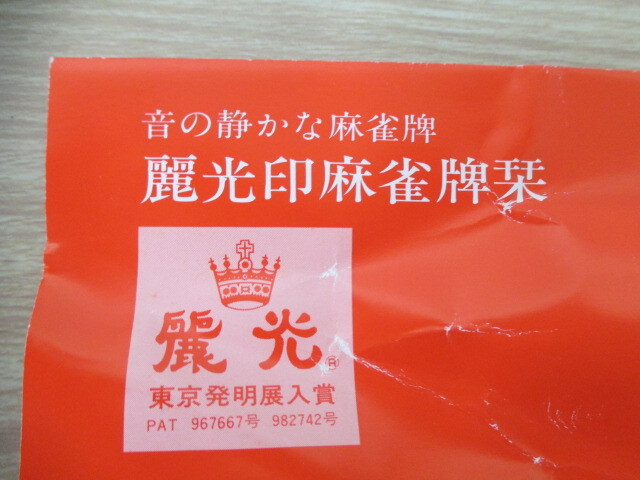 音の静かな麻雀牌
麗光印麻雀牌栞
麗光®
東京発明展入賞
PAT 967667号 982742号